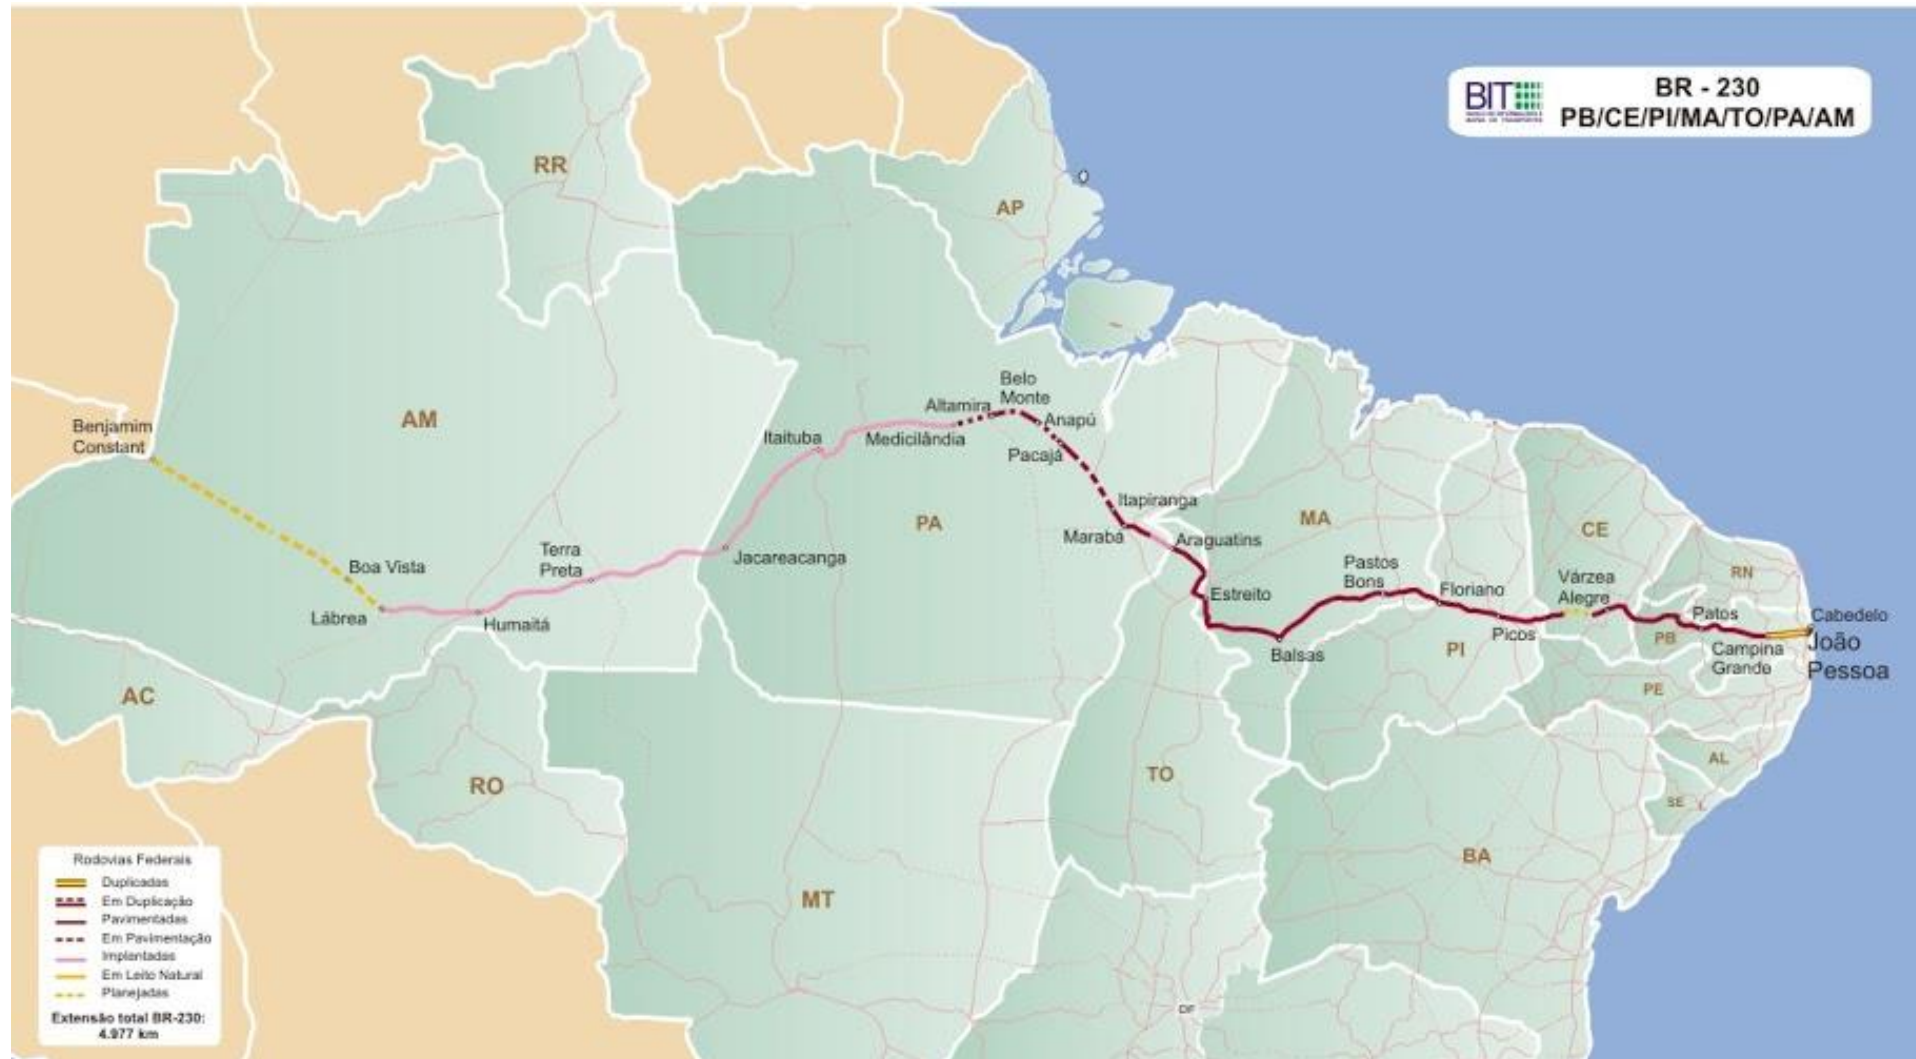 BIT
BR - 230
PB/CE/PI/MA/TO/PA/AM
RR
AP
AM
Benjamim
Constant
Boa Vista
Lábrea
Humaitá
Terra
Preta
Jacareacanga
Itaituba
Medicilândia
Altamira
Belo
Monte
Anapú
Pacajá
PA
Itapiranga
Marabá
Araguatins
Estreito
Balsas
MA
Pastos
Bons
Floriano
Picos
PI
CE
Várzea
Alegre
RN
Patos
PB
Campina
Grande
Cabedelo
João
Pessoa
PE
AL
SE
AC
RO
MT
TO
BA
DF
Rodovias Federais
Duplicadas
Em Duplicação
Pavimentadas
Em Pavimentação
Implantadas
Em Leito Natural
Planejadas
Extensão total BR-230:
4.977 km